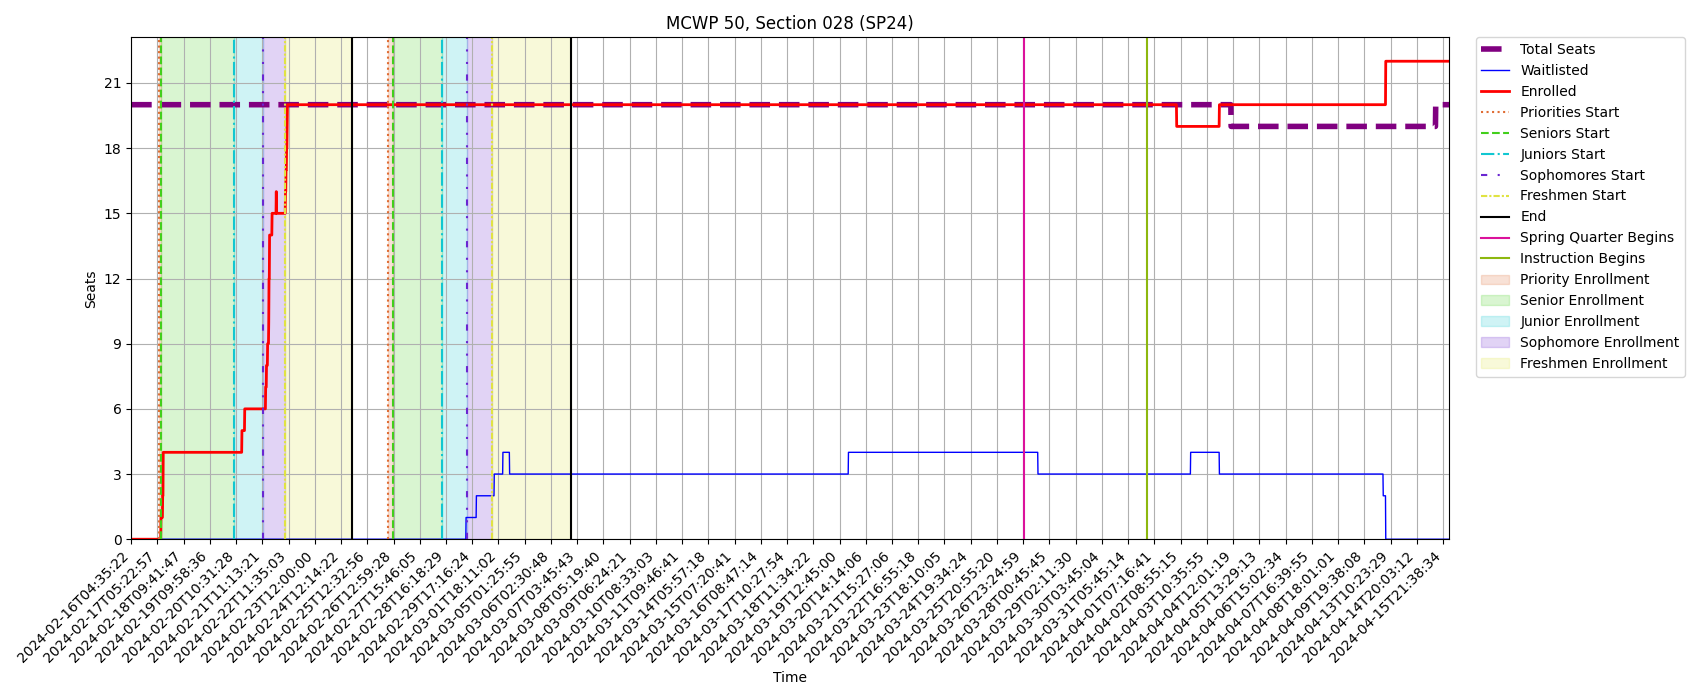 MCWP 50, Section 028 (SP24)
Seats
21
18
15
12
9
6
3
0
2024-02-16T04:35:22
2024-02-17T05:22:57
2024-02-18T09:41:47
2024-02-19T09:58:36
2024-02-20T10:31:28
2024-02-21T11:13:21
2024-02-22T11:35:03
2024-02-23T12:00:00
2024-02-24T12:14:22
2024-02-25T12:32:56
2024-02-26T12:59:28
2024-02-27T15:46:05
2024-02-28T16:18:29
2024-02-29T17:16:24
2024-03-01T18:11:02
2024-03-05T01:25:55
2024-03-06T02:30:48
2024-03-07T03:45:43
2024-03-08T05:19:40
2024-03-09T06:24:21
2024-03-10T08:33:03
2024-03-11T09:46:41
2024-03-14T05:57:18
2024-03-15T07:20:41
2024-03-16T08:47:14
2024-03-17T10:27:54
2024-03-18T11:34:22
2024-03-19T12:45:00
2024-03-20T14:14:06
2024-03-21T15:27:06
2024-03-22T16:55:18
2024-03-23T18:10:05
2024-03-24T19:34:24
2024-03-25T20:55:20
2024-03-26T23:24:59
2024-03-28T00:45:45
2024-03-29T02:11:30
2024-03-30T03:45:04
2024-03-31T05:45:14
2024-04-01T07:16:41
2024-04-02T08:55:15
2024-04-03T10:35:55
2024-04-04T12:01:19
2024-04-05T13:29:13
2024-04-06T15:02:34
2024-04-07T16:39:55
2024-04-08T18:01:01
2024-04-09T19:38:08
2024-04-13T10:23:29
2024-04-14T20:03:12
2024-04-15T21:38:34
Time
Total Seats
Waitlisted
Enrolled
Priorities Start
Seniors Start
Juniors Start
Sophomores Start
Freshmen Start
End
Spring Quarter Begins
Instruction Begins
Priority Enrollment
Senior Enrollment
Junior Enrollment
Sophomore Enrollment
Freshmen Enrollment